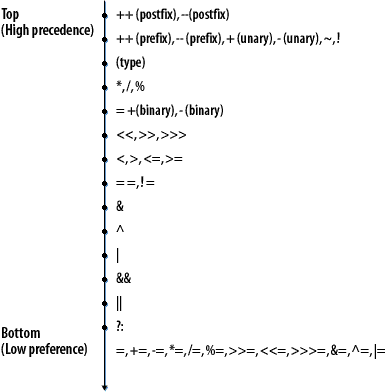 Top
(High precedence)
++ (postfix), --(postfix)
++ (prefix), -- (prefix), + (unary), - (unary), ~, !
(type)
*, /, %
= +(binary), - (binary)
<<, >>, >>>
<, >, <=, >=
= =, ! =
&
^
|
&&
||
?:
Bottom
(Low preference)
=, +=, -=, *=, /=, %=, >>=, <<=, >>>=, &=, ^=, |=